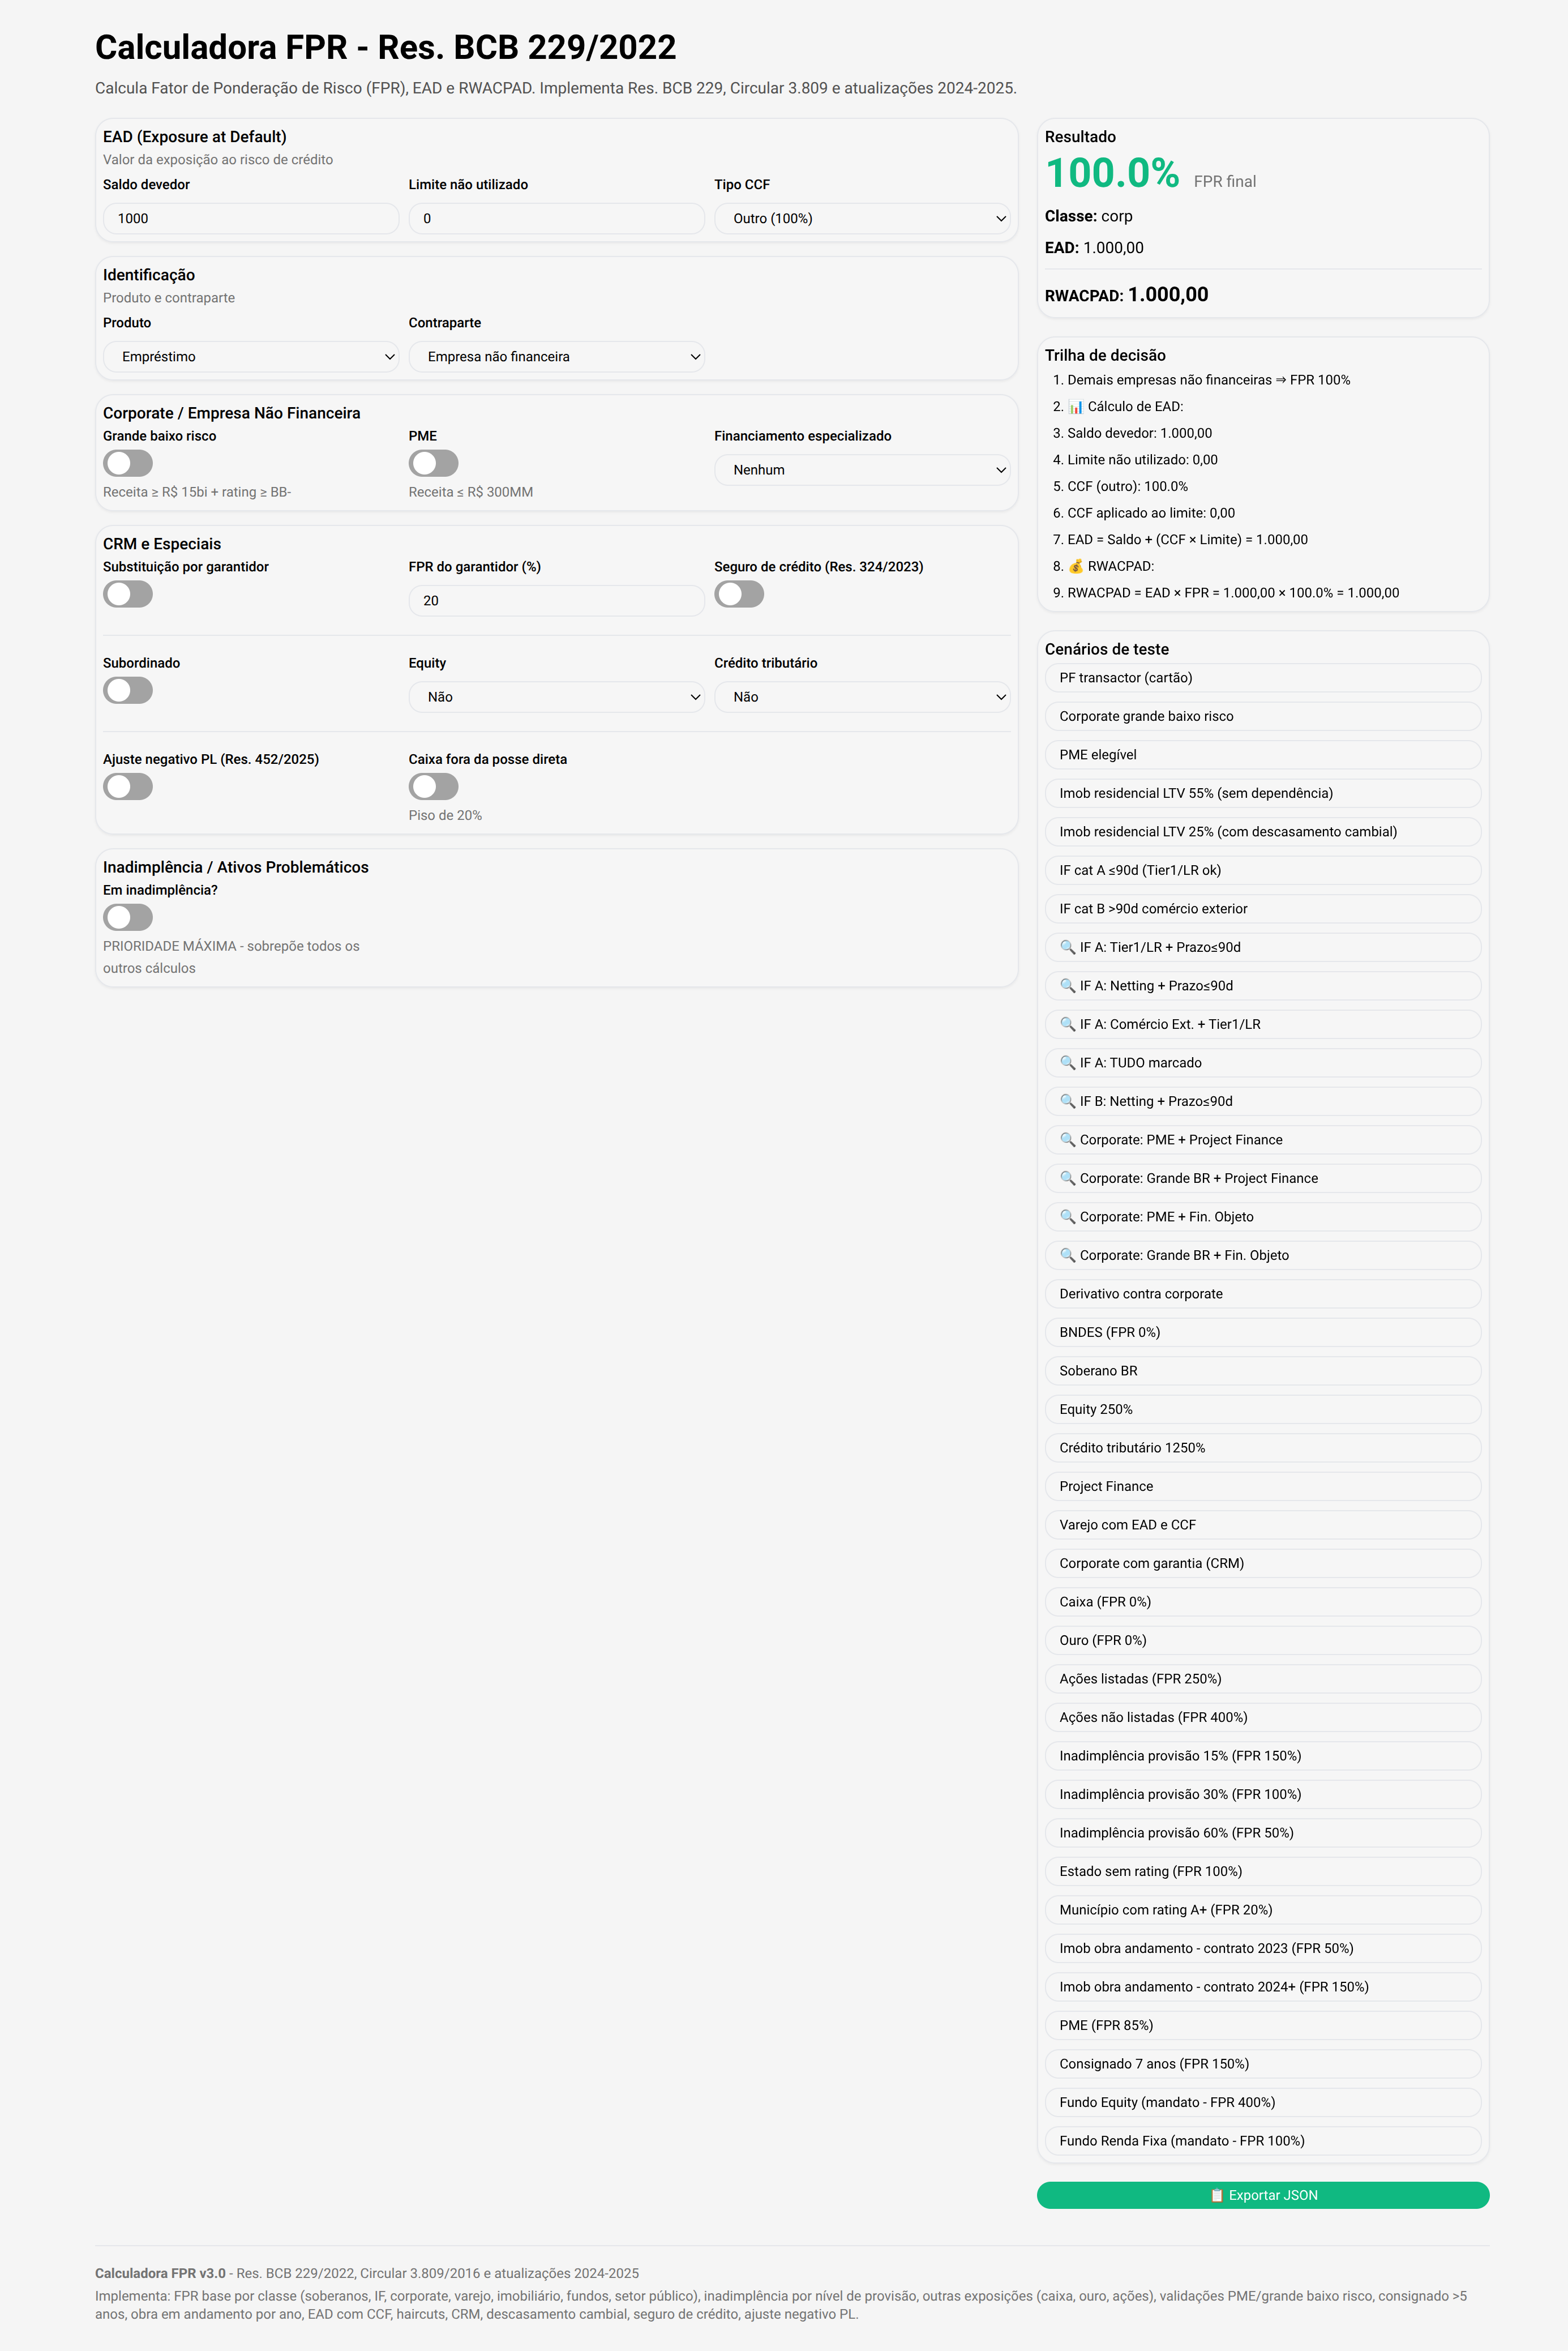 Calculadora FPR - Res. BCB 229/2022
Calcula Fator de Ponderação de Risco (FPR), EAD e RWACPAD. Implementa Res. BCB 229, Circular 3.809 e atualizações 2024-2025.
EAD (Exposure at Default)
Valor da exposição ao risco de crédito
Saldo devedor
Limite não utilizado
Tipo CCF
1000
0
Outro (100%)
Identificação
Produto e contraparte
Produto
Contraparte
Empréstimo
Empresa não financeira
Corporate / Empresa Não Financeira
Grande baixo risco
PME
Financiamento especializado
Nenhum
Receita ≥ R$ 15bi + rating ≥ BB-
Receita ≤ R$ 300MM
CRM e Especiais
Substituição por garantidor
FPR do garantidor (%)
Seguro de crédito (Res. 324/2023)
20
Subordinado
Equity
Crédito tributário
Não
Não
Ajuste negativo PL (Res. 452/2025)
Caixa fora da posse direta
Piso de 20%
Inadimplência / Ativos Problemáticos
Em inadimplência?
PRIORIDADE MÁXIMA - sobrepõe todos os
outros cálculos
Resultado
100.0% FPR final
Classe: corp
EAD: 1.000,00
RWACPAD: 1.000,00
Trilha de decisão
1. Demais empresas não financeiras ⇒ FPR 100%
2. 📊 Cálculo de EAD:
3. Saldo devedor: 1.000,00
4. Limite não utilizado: 0,00
5. CCF (outro): 100.0%
6. CCF aplicado ao limite: 0,00
7. EAD = Saldo + (CCF × Limite) = 1.000,00
8. 💰 RWACPAD:
9. RWACPAD = EAD × FPR = 1.000,00 × 100.0% = 1.000,00
Cenários de teste
PF transactor (cartão)
Corporate grande baixo risco
PME elegível
Imob residencial LTV 55% (sem dependência)
Imob residencial LTV 25% (com descasamento cambial)
IF cat A ≤90d (Tier1/LR ok)
IF cat B >90d comércio exterior
🔍 IF A: Tier1/LR + Prazo≤90d
🔍 IF A: Netting + Prazo≤90d
🔍 IF A: Comércio Ext. + Tier1/LR
🔍 IF A: TUDO marcado
🔍 IF B: Netting + Prazo≤90d
🔍 Corporate: PME + Project Finance
🔍 Corporate: Grande BR + Project Finance
🔍 Corporate: PME + Fin. Objeto
🔍 Corporate: Grande BR + Fin. Objeto
Derivativo contra corporate
BNDES (FPR 0%)
Soberano BR
Equity 250%
Crédito tributário 1250%
Project Finance
Varejo com EAD e CCF
Corporate com garantia (CRM)
Caixa (FPR 0%)
Ouro (FPR 0%)
Ações listadas (FPR 250%)
Ações não listadas (FPR 400%)
Inadimplência provisão 15% (FPR 150%)
Inadimplência provisão 30% (FPR 100%)
Inadimplência provisão 60% (FPR 50%)
Estado sem rating (FPR 100%)
Município com rating A+ (FPR 20%)
Imob obra andamento - contrato 2023 (FPR 50%)
Imob obra andamento - contrato 2024+ (FPR 150%)
PME (FPR 85%)
Consignado 7 anos (FPR 150%)
Fundo Equity (mandato - FPR 400%)
Fundo Renda Fixa (mandato - FPR 100%)
📋 Exportar JSON
Calculadora FPR v3.0 - Res. BCB 229/2022, Circular 3.809/2016 e atualizações 2024-2025
Implementa: FPR base por classe (soberanos, IF, corporate, varejo, imobiliário, fundos, setor público), inadimplência por nível de provisão, outras exposições (caixa, ouro, ações), validações PME/grande baixo risco, consignado >5
anos, obra em andamento por ano, EAD com CCF, haircuts, CRM, descasamento cambial, seguro de crédito, ajuste negativo PL.